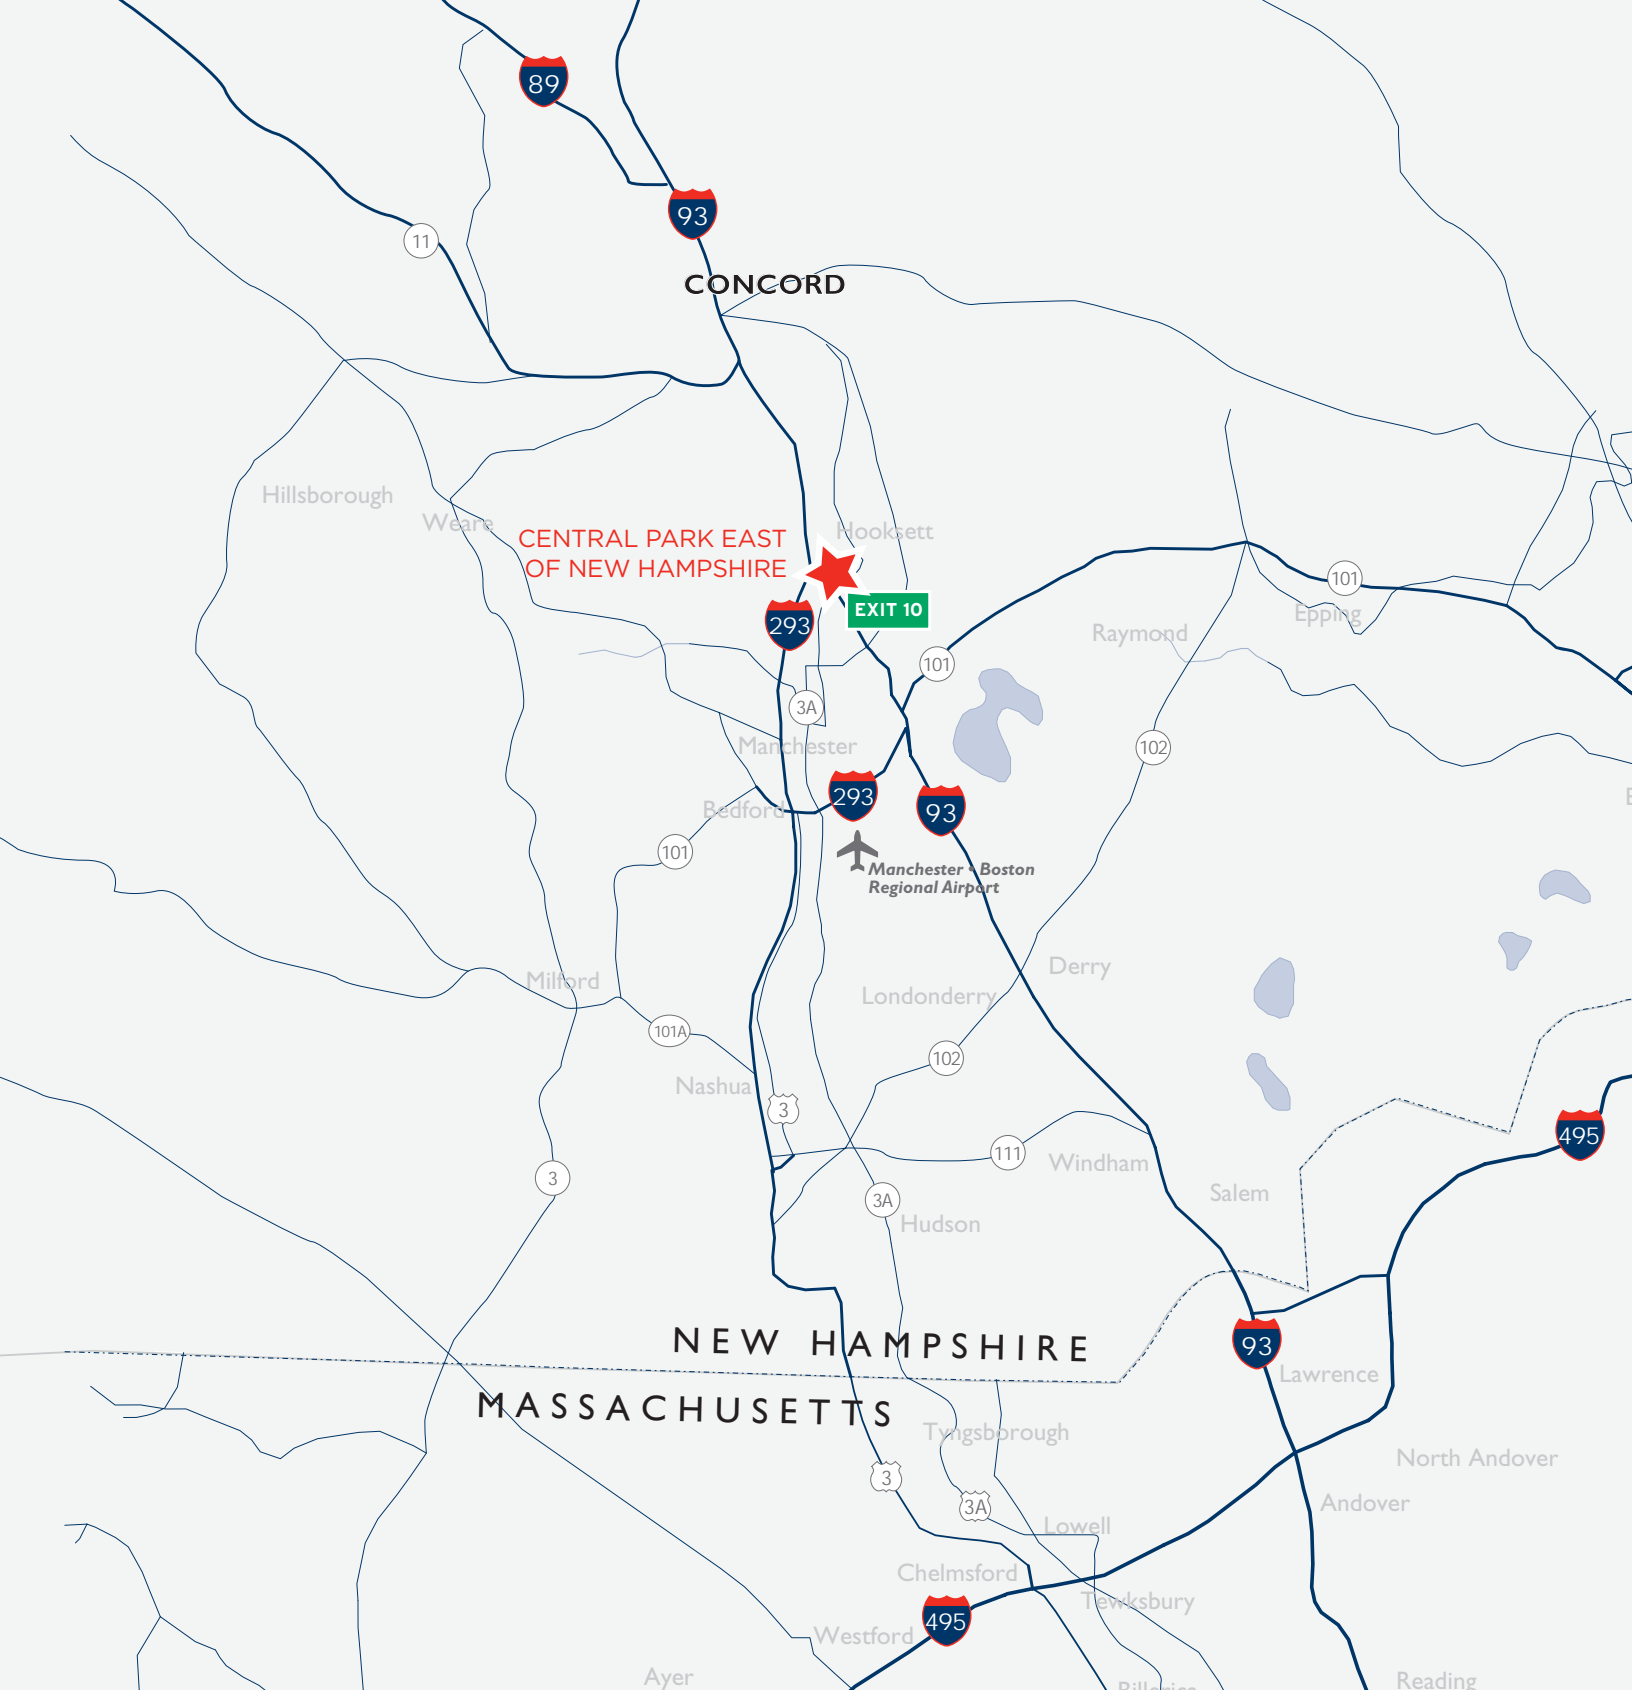 89
93
11
CONCORD
Hillsborough
Weare
Hooksett
CENTRAL PARK EAST
OF NEW HAMPSHIRE
EXIT 10
293
101
Epping
Raymond
101
3A
102
Manchester
293
93
Bedford
101
Manchester • Boston
Regional Airport
Derry
Milford
Londonderry
101A
102
Nashua
3
495
111
Windham
3
Salem
3A
Hudson
NEW HAMPSHIRE
93
Lawrence
MASSACHUSETTS
Tyngsborough
North Andover
3
Andover
3A
Lowell
Chelmsford
Tewksbury
495
Westford
Ayer
Reading
Billerica